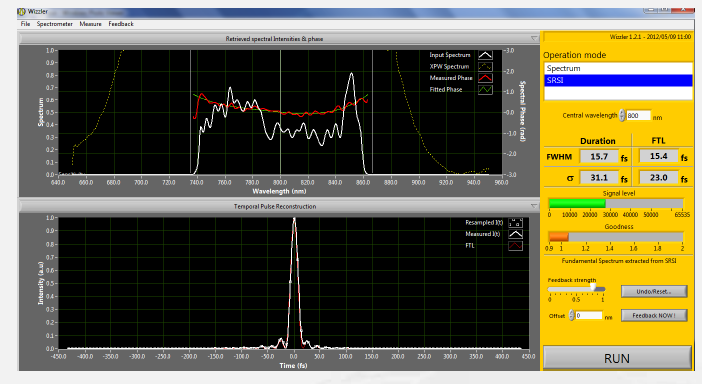 Wizzler
File Spectrometer Measure Feedback
Wizzler 1.2.1 - 2012/05/09 11:00
Retrieved spectral Intensities & phase
Input Spectrum
XPW Spectrum
Measured Phase
Fitted Phase
Spectrum
1.0
0.9
0.8
0.7
0.6
0.5
0.4
0.3
0.2
0.1
0.0
-3.0
-2.0
-1.0
-0.0
--1.0
--2.0
--3.0
Spectral Phase (rad)
640.0 660.0 680.0 700.0 720.0 740.0 760.0 780.0 800.0 820.0 840.0 860.0 880.0 900.0 920.0 940.0 960.0
Wavelength (nm)
Temporal Pulse Reconstruction
Resampled I(t)
Measured I(t)
FTL
Intensity (a.u)
1.0
0.9
0.8
0.7
0.6
0.5
0.4
0.3
0.2
0.1
0.0
-450.0 -400.0 -350.0 -300.0 -250.0 -200.0 -150.0 -100.0 -50.0 0.0 50.0 100.0 150.0 200.0 250.0 300.0 350.0 400.0 450.0
Time (fs)
Operation mode
Spectrum
SRSI
Central wavelength 800 nm
Duration FTL
FWHM 15.7 fs 15.4 fs
σ 31.1 fs 23.0 fs
Signal level
0 10000 20000 30000 40000 50000 65535
Goodness
0.9 1 1.2 1.4 1.6 1.8 2
Fundamental Spectrum extracted from SRSI
Feedback strength
0 0.5 1
Undo/Reset...
Offset 0 nm
Feedback NOW !
RUN